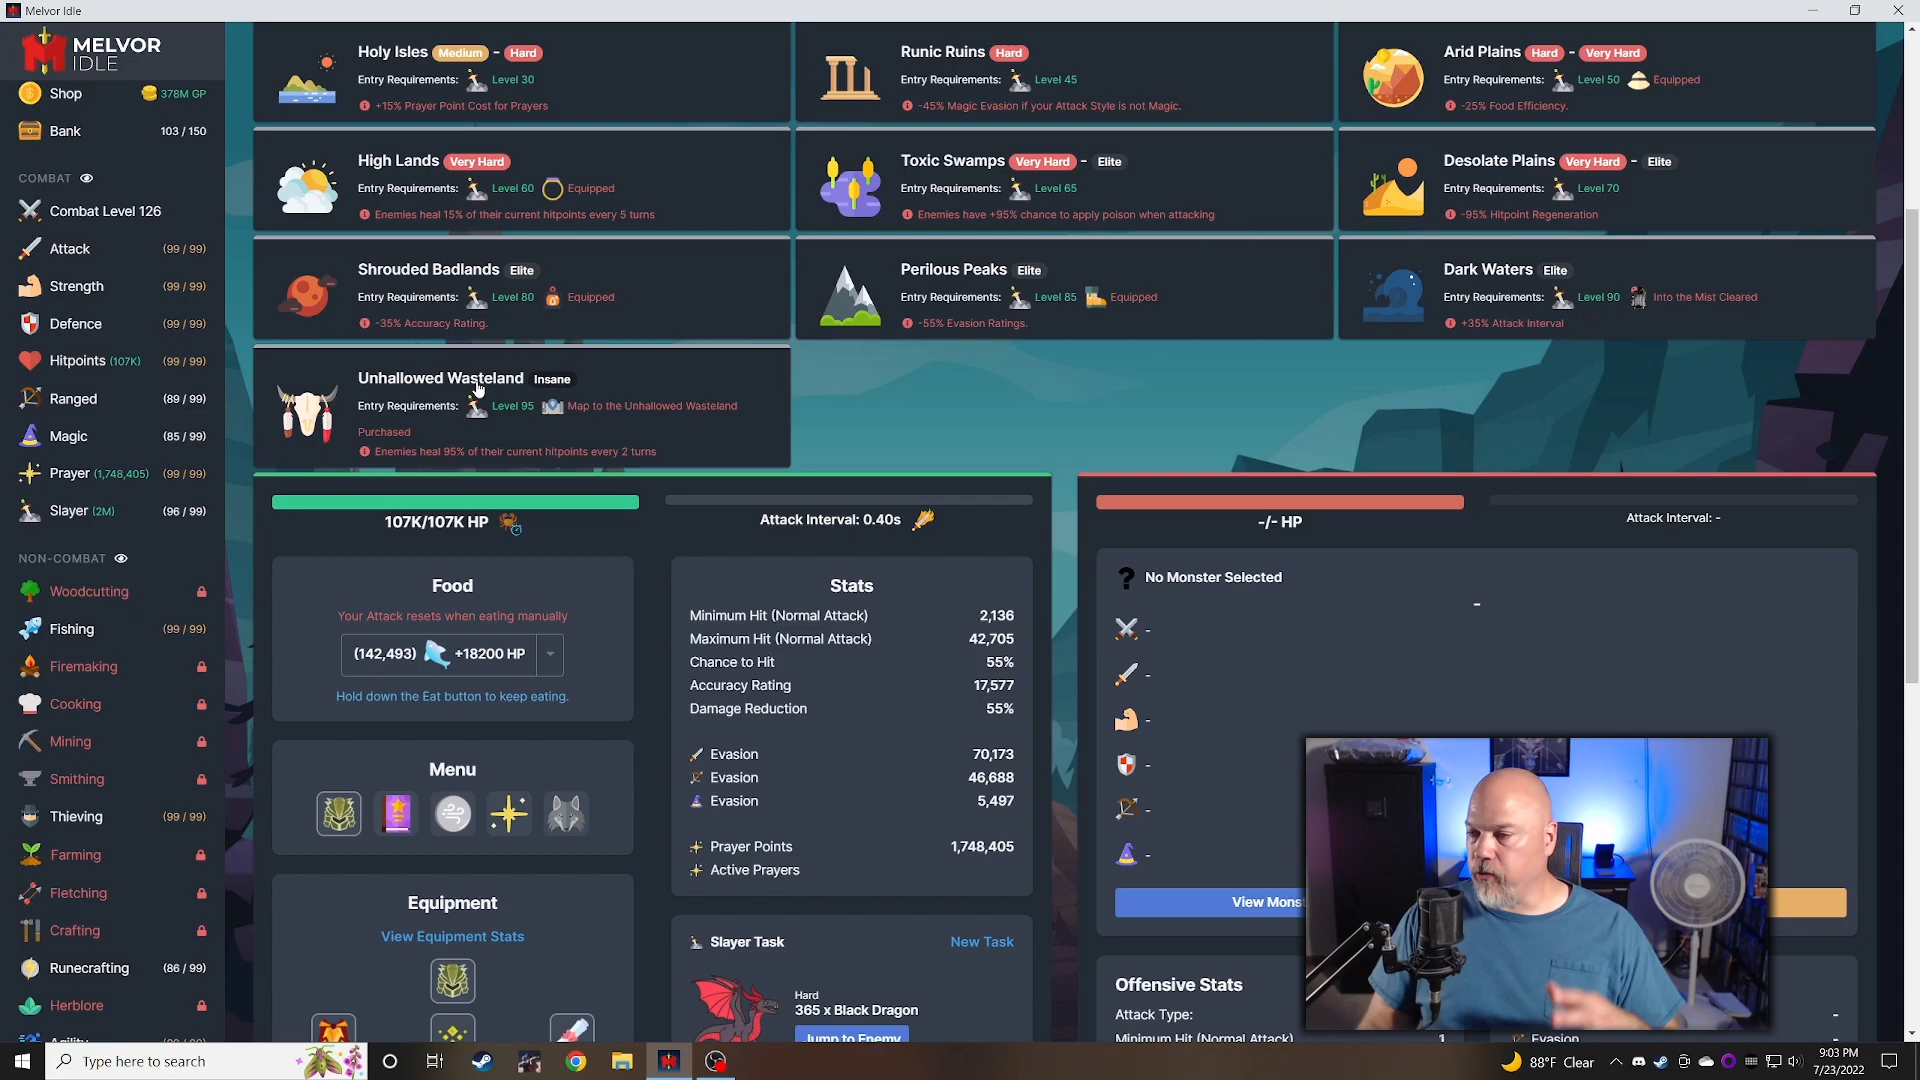 Melvor Idle
MELVOR
IDLE
Shop 378M GP
Bank 103 / 150
COMBAT
Combat Level 126
Attack (99 / 99)
Strength (99 / 99)
Defence (99 / 99)
Hitpoints (107K) (99 / 99)
Ranged (89 / 99)
Magic (85 / 99)
Prayer (1,748,405) (99 / 99)
Slayer (2M) (96 / 99)
NON-COMBAT
Woodcutting
Fishing (99 / 99)
Firemaking
Cooking
Mining
Smithing
Thieving (99 / 99)
Farming
Fletching
Crafting
Runecrafting (86 / 99)
Herblore
Agility
Holy Isles Medium - Hard
Entry Requirements: Level 30
+15% Prayer Point Cost for Prayers
Runic Ruins Hard
Entry Requirements: Level 45
-45% Magic Evasion if your Attack Style is not Magic.
Arid Plains Hard - Very Hard
Entry Requirements: Level 50 Equipped
-25% Food Efficiency.
High Lands Very Hard
Entry Requirements: Level 60 Equipped
Enemies heal 15% of their current hitpoints every 5 turns
Toxic Swamps Very Hard - Elite
Entry Requirements: Level 65
Enemies have +95% chance to apply poison when attacking
Desolate Plains Very Hard - Elite
Entry Requirements: Level 70
-95% Hitpoint Regeneration
Shrouded Badlands Elite
Entry Requirements: Level 80 Equipped
-35% Accuracy Rating.
Perilous Peaks Elite
Entry Requirements: Level 85 Equipped
-55% Evasion Ratings.
Dark Waters Elite
Entry Requirements: Level 90 Into the Mist Cleared
+35% Attack Interval
Unhallowed Wasteland Insane
Entry Requirements: Level 95 Map to the Unhallowed Wasteland
Purchased
Enemies heal 95% of their current hitpoints every 2 turns
107K/107K HP
Attack Interval: 0.40s
Food
Your Attack resets when eating manually
(142,493) +18200 HP
Hold down the Eat button to keep eating.
Menu
Equipment
View Equipment Stats
Stats
Minimum Hit (Normal Attack) 2,136
Maximum Hit (Normal Attack) 42,705
Chance to Hit 55%
Accuracy Rating 17,577
Damage Reduction 55%
Evasion 70,173
Evasion 46,688
Evasion 5,497
Prayer Points 1,748,405
Active Prayers
Slayer Task New Task
Hard
365 x Black Dragon
Jump to Enemy
-/- HP
Attack Interval: -
? No Monster Selected
-
-
-
-
-
-
-
View Monst
Offensive Stats
Attack Type: -
Minimum Hit (Normal Attack) 1
Evasion -
Type here to search
88°F Clear
9:03 PM
7/23/2022